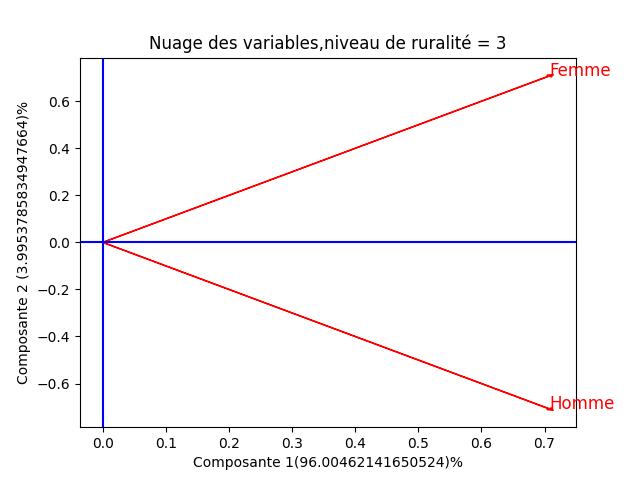 Nuage des variables,niveau de ruralité = 3
Femme
0.6
0.4
0.2
0.0
−0.2
−0.4
−0.6
Homme
0.0 0.1 0.2 0.3 0.4 0.5 0.6 0.7
Composante 1(96.00462141650524)%
Composante 2 (3.9953785834947664)%